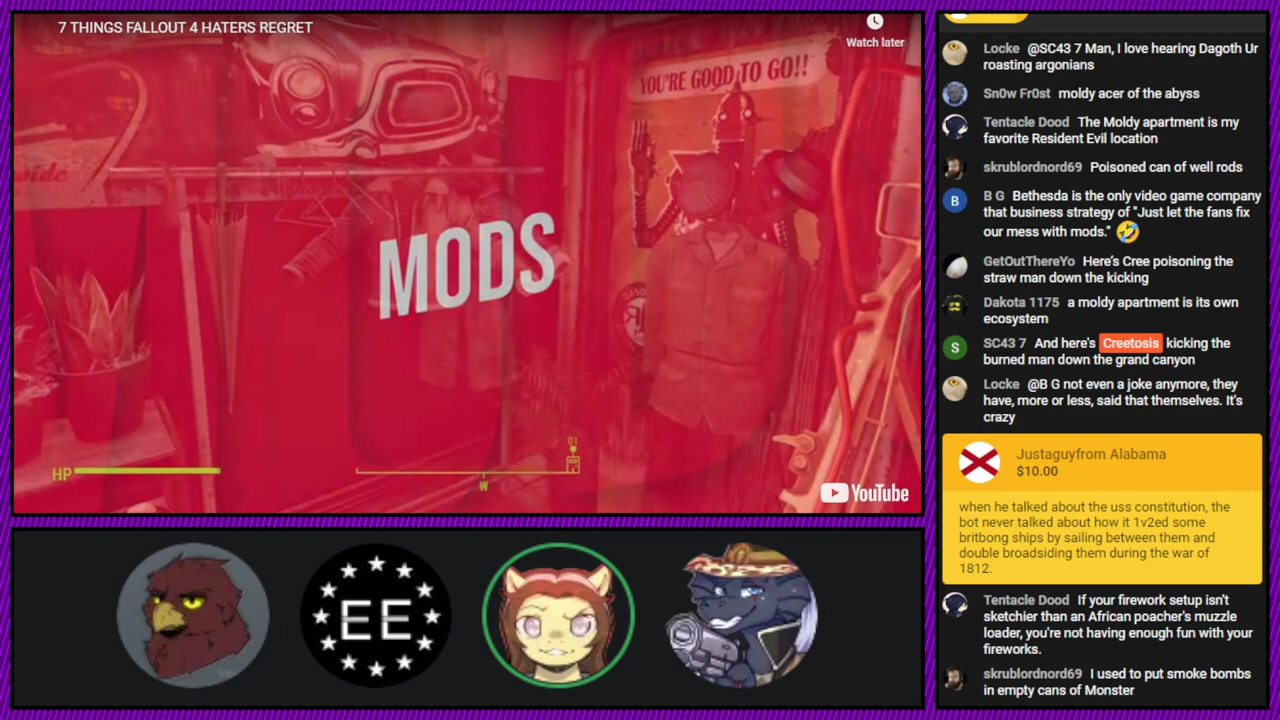 7 THINGS FALLOUT 4 HATERS REGRET
Watch later
YOU'RE GOOD TO GO!!
MODS
HP
W
01
YouTube
EE
Locke @SC43 7 Man, I love hearing Dagoth Ur
roasting argonians
Sn0w Fr0st moldy acer of the abyss
Tentacle Dood The Moldy apartment is my
favorite Resident Evil location
skrublordnord69 Poisoned can of well rods
B
B G Bethesda is the only video game company
that business strategy of "Just let the fans fix
our mess with mods." 🤣
GetOutThereYo Here's Cree poisoning the
straw man down the kicking
Dakota 1175 a moldy apartment is its own
ecosystem
S
SC43 7 And here's Creetosis kicking the
burned man down the grand canyon
Locke @B G not even a joke anymore, they
have, more or less, said that themselves. It's
crazy
Justaguyfrom Alabama
$10.00
when he talked about the uss constitution, the
bot never talked about how it 1v2ed some
britbong ships by sailing between them and
double broadsiding them during the war of
1812.
Tentacle Dood If your firework setup isn't
sketchier than an African poacher's muzzle
loader, you're not having enough fun with your
fireworks.
skrublordnord69 I used to put smoke bombs
in empty cans of Monster